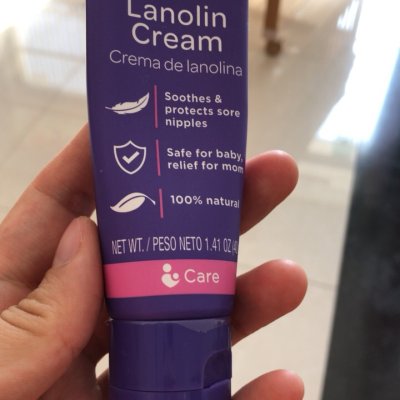 Lanolin
Cream
Crema de lanolina
Soothes &
protects sore
nipples
Safe for baby,
relief for mom
100% natural
NET WT. / PESO NETO 1.41 OZ
Care